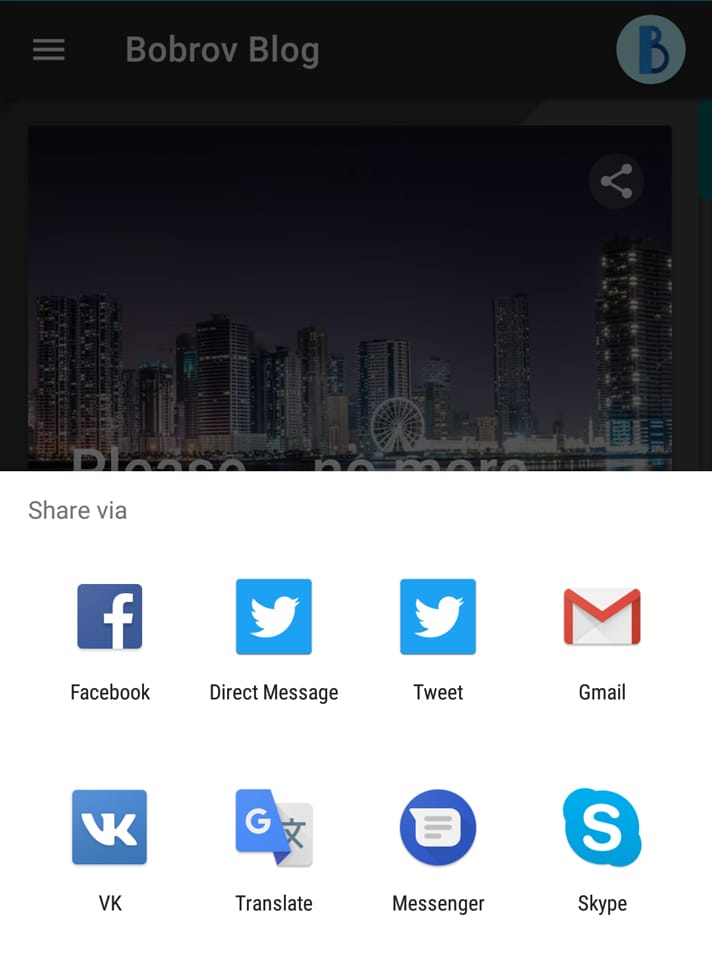 Bobrov Blog
B
Please no more
Share via
Facebook
Direct Message
Tweet
Gmail
VK
Translate
Messenger
Skype